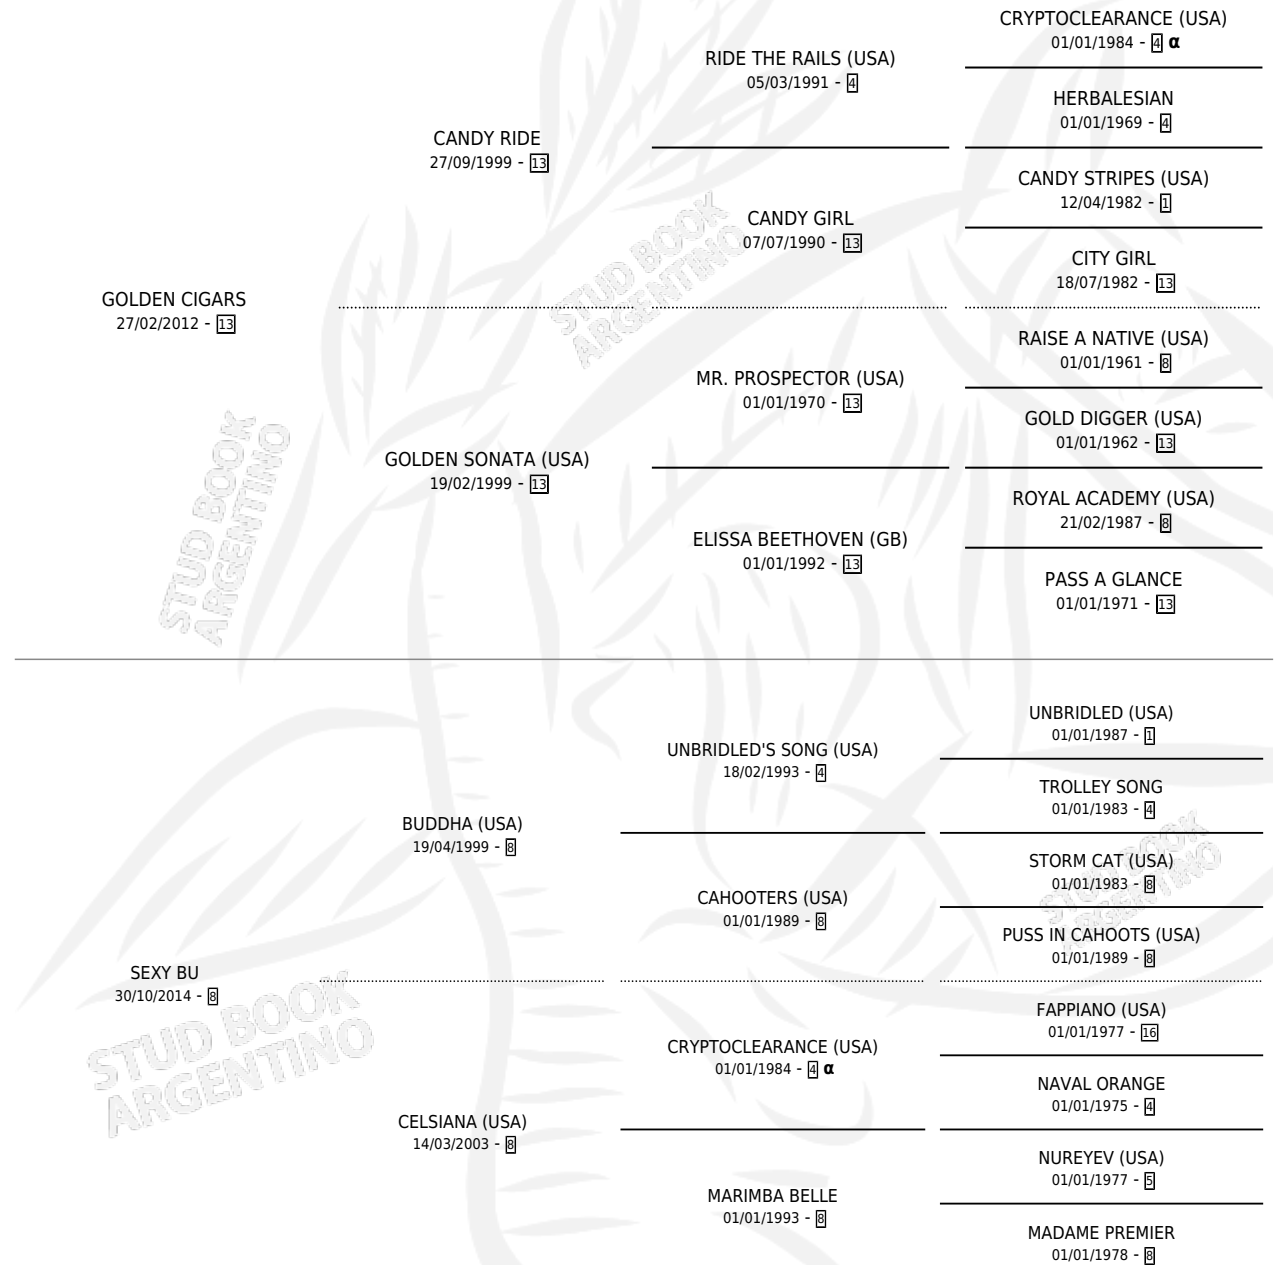 CRYPTOCLEARANCE (USA)
01/01/1984 - 4 α
RIDE THE RAILS (USA)
05/03/1991 - 4
HERBALESIAN
01/01/1969 - 4
CANDY RIDE
27/09/1999 - 13
CANDY STRIPES (USA)
12/04/1982 - 1
CANDY GIRL
07/07/1990 - 13
CITY GIRL
18/07/1982 - 13
GOLDEN CIGARS
27/02/2012 - 13
RAISE A NATIVE (USA)
01/01/1961 - 8
MR. PROSPECTOR (USA)
01/01/1970 - 13
GOLD DIGGER (USA)
01/01/1962 - 13
GOLDEN SONATA (USA)
19/02/1999 - 13
ROYAL ACADEMY (USA)
21/02/1987 - 8
ELISSA BEETHOVEN (GB)
01/01/1992 - 13
PASS A GLANCE
01/01/1971 - 13
STUD BOOK
ARGENTINO
STUD BOOK
ARGENTINO
UNBRIDLED (USA)
01/01/1987 - 1
UNBRIDLED'S SONG (USA)
18/02/1993 - 4
TROLLEY SONG
01/01/1983 - 4
BUDDHA (USA)
19/04/1999 - 8
STORM CAT (USA)
01/01/1983 - 8
CAHOOTERS (USA)
01/01/1989 - 8
PUSS IN CAHOOTS (USA)
01/01/1989 - 8
SEXY BU
30/10/2014 - 8
FAPPIANO (USA)
01/01/1977 - 16
CRYPTOCLEARANCE (USA)
01/01/1984 - 4 α
NAVAL ORANGE
01/01/1975 - 4
CELSIANA (USA)
14/03/2003 - 8
NUREYEV (USA)
01/01/1977 - 5
MARIMBA BELLE
01/01/1993 - 8
MADAME PREMIER
01/01/1978 - 8
STUD BOOK
ARGENTINO
STUD BOOK
ARGENTINO